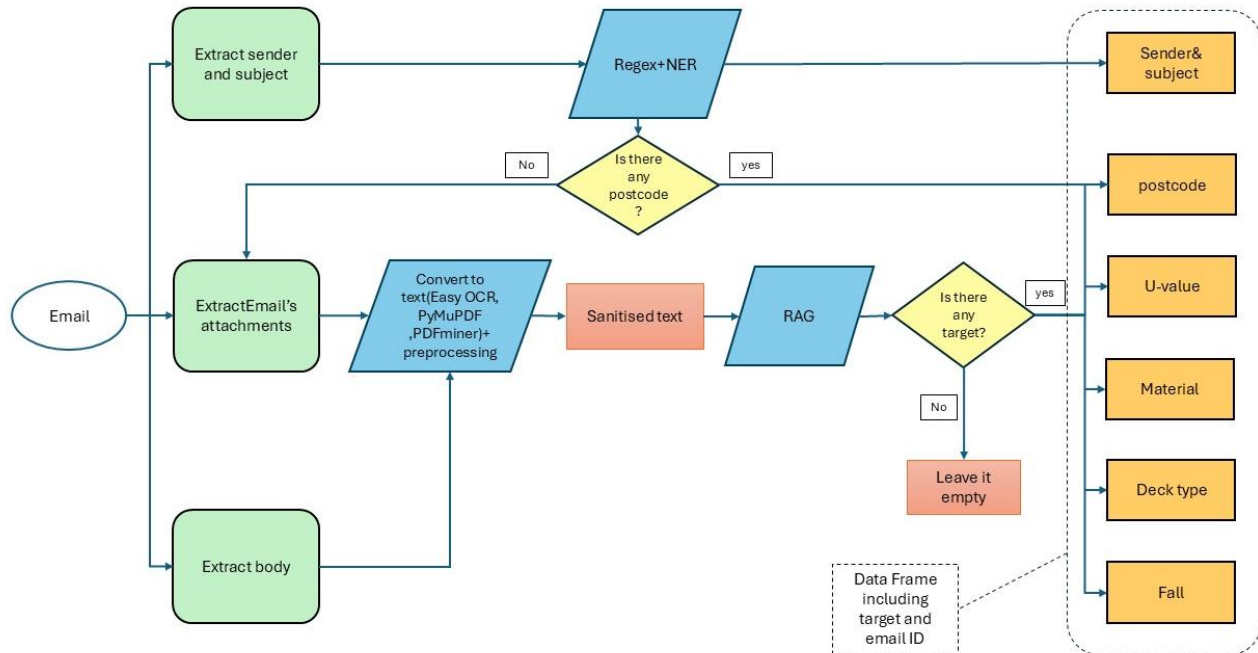 Extract sender
and subject
Regex+NER
Sender&
subject
No
Is there
any
postcode
?
yes
postcode
Email
ExtractEmail's
attachments
Convert to
text(Easy OCR,
PyMuPDF
,PDFminer)+
preprocessing
Sanitised text
RAG
Is there
any
target?
yes
U-value
Material
No
Leave it
empty
Deck type
Extract body
Data Frame
including
target and
email ID
Fall